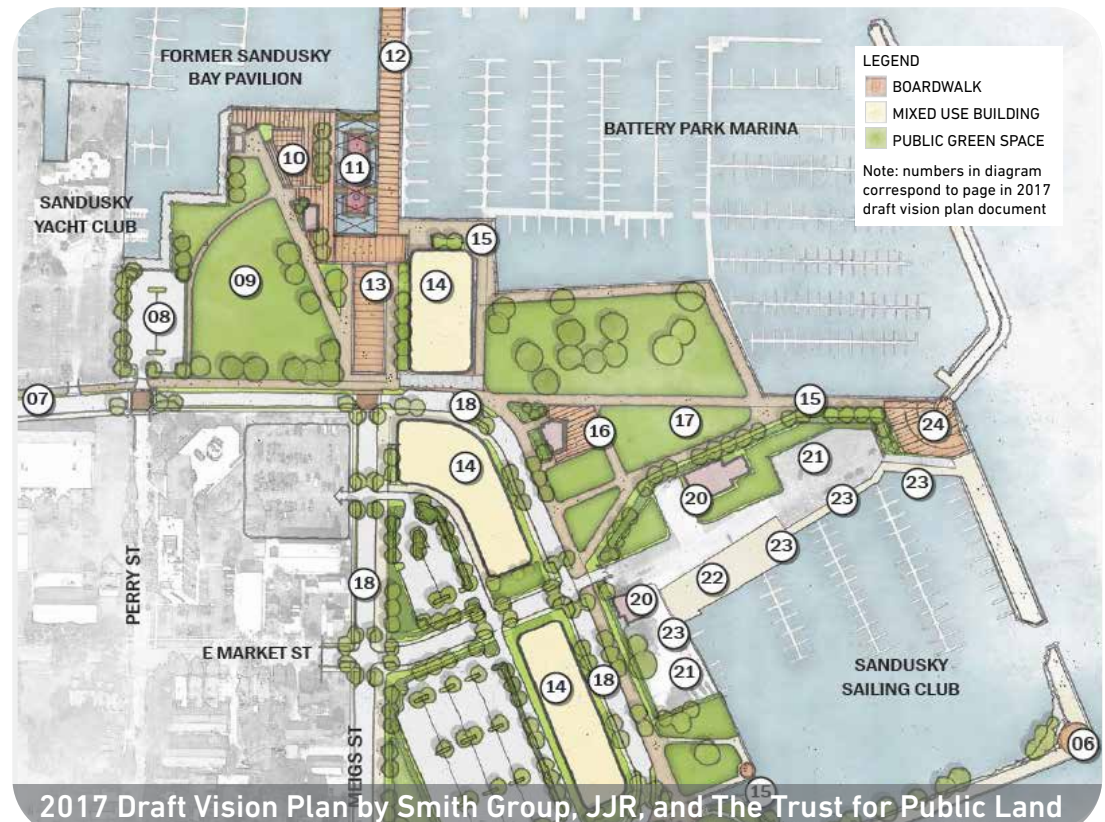 FORMER SANDUSKY
BAY PAVILION
12
LEGEND
BOARDWALK
MIXED USE BUILDING
PUBLIC GREEN SPACE
Note: numbers in diagram
correspond to page in 2017
draft vision plan document
BATTERY PARK MARINA
10
11
SANDUSKY
YACHT CLUB
15
09
13
14
08
07
18
15
16
17
24
14
21
20
23
23
23
22
18
20
PERRY ST
E MARKET ST
23
21
14
18
SANDUSKY
SAILING CLUB
MEIGS ST
06
15
2017 Draft Vision Plan by Smith Group, JJR, and The Trust for Public Land